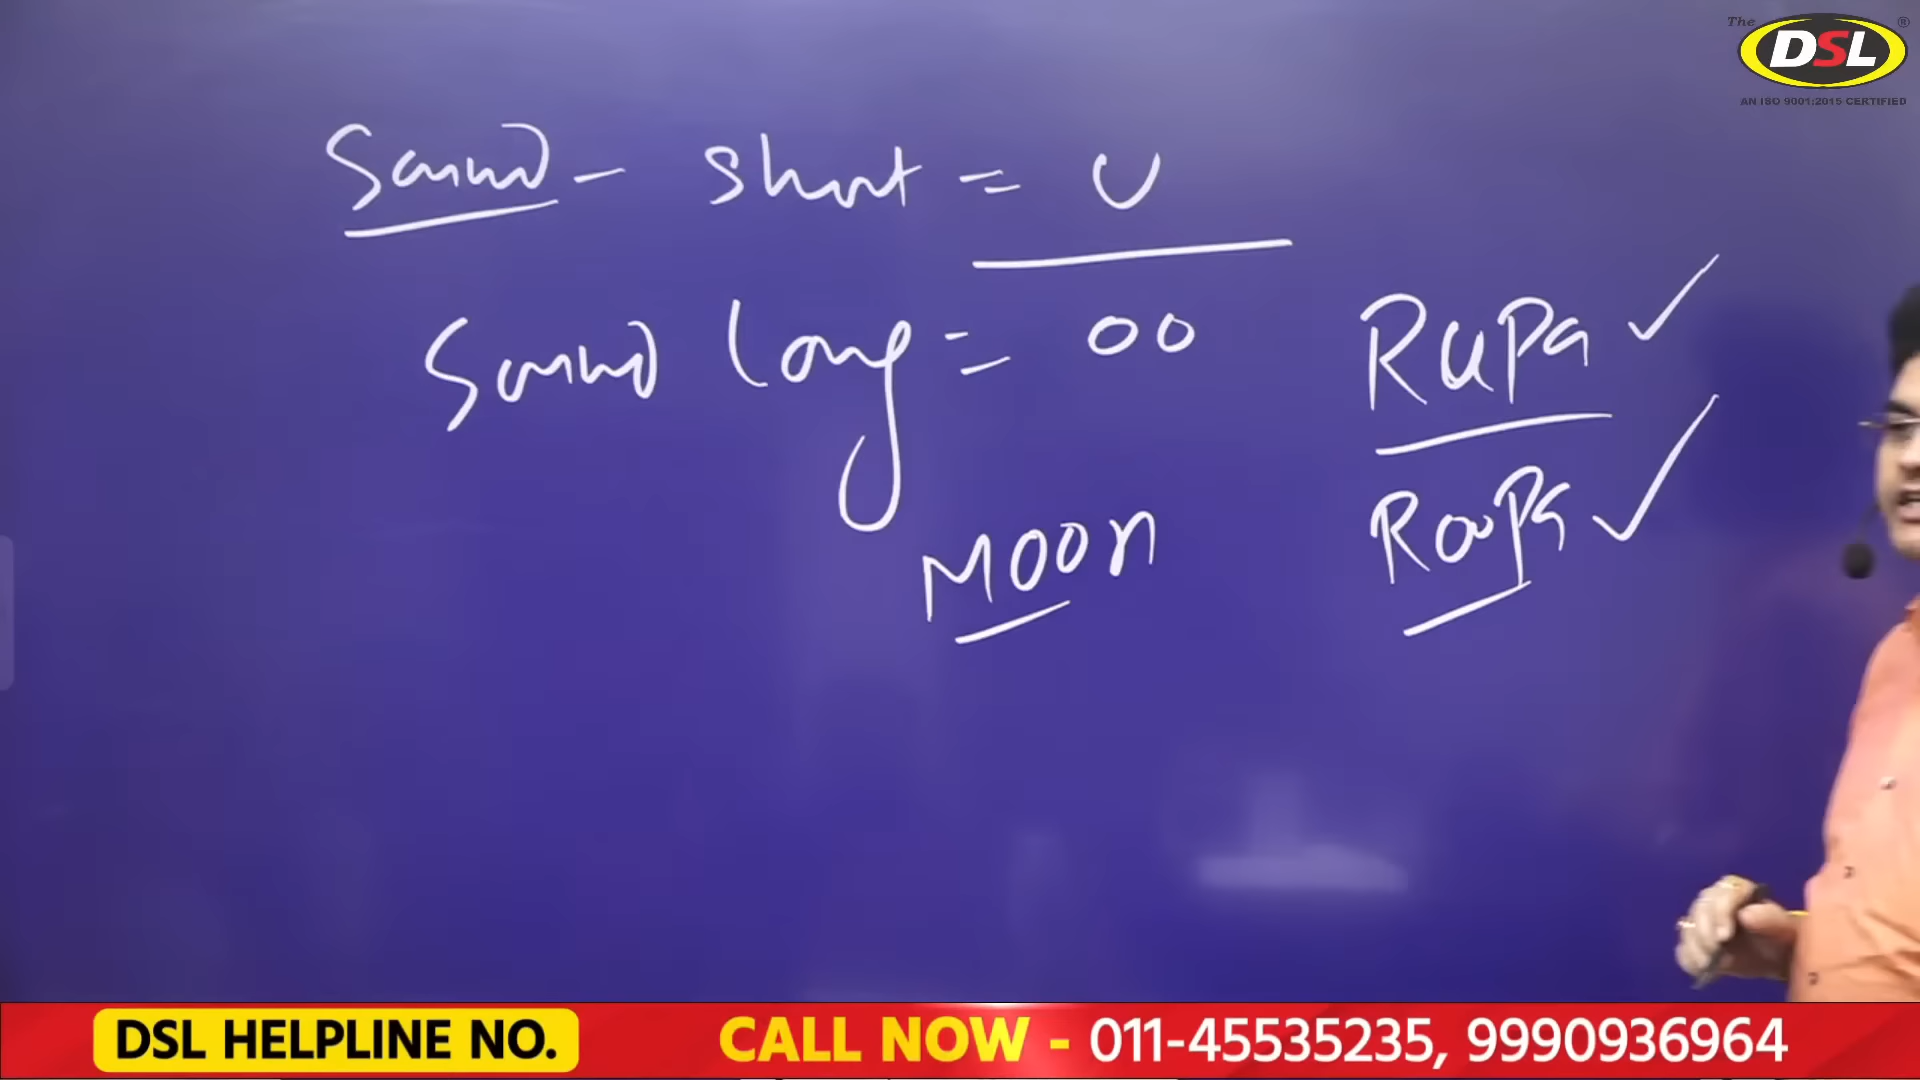 The DSL ®
AN ISO 9001:2015 CERTIFIED
Sound - Short = U
Sound long = oo
Moon
RuPa ✓
RooPa ✓
DSL HELPLINE NO.
CALL NOW - 011-45535235, 9990936964